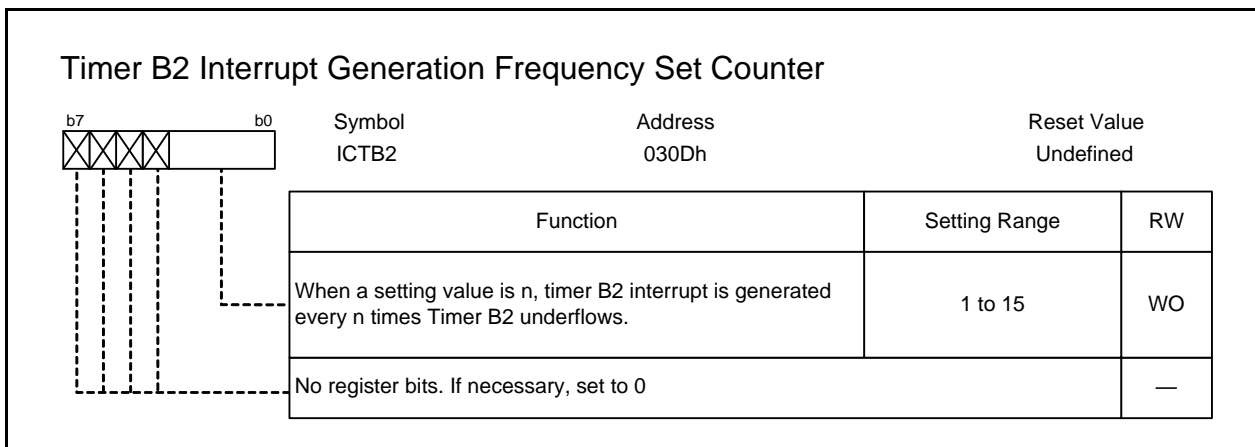 Timer B2 Interrupt Generation Frequency Set Counter
b7 b0 Symbol Address Reset Value
ICTB2 030Dh Undefined
Function Setting Range RW
When a setting value is n, timer B2 interrupt is generated
every n times Timer B2 underflows.
1 to 15 WO
No register bits. If necessary, set to 0 —